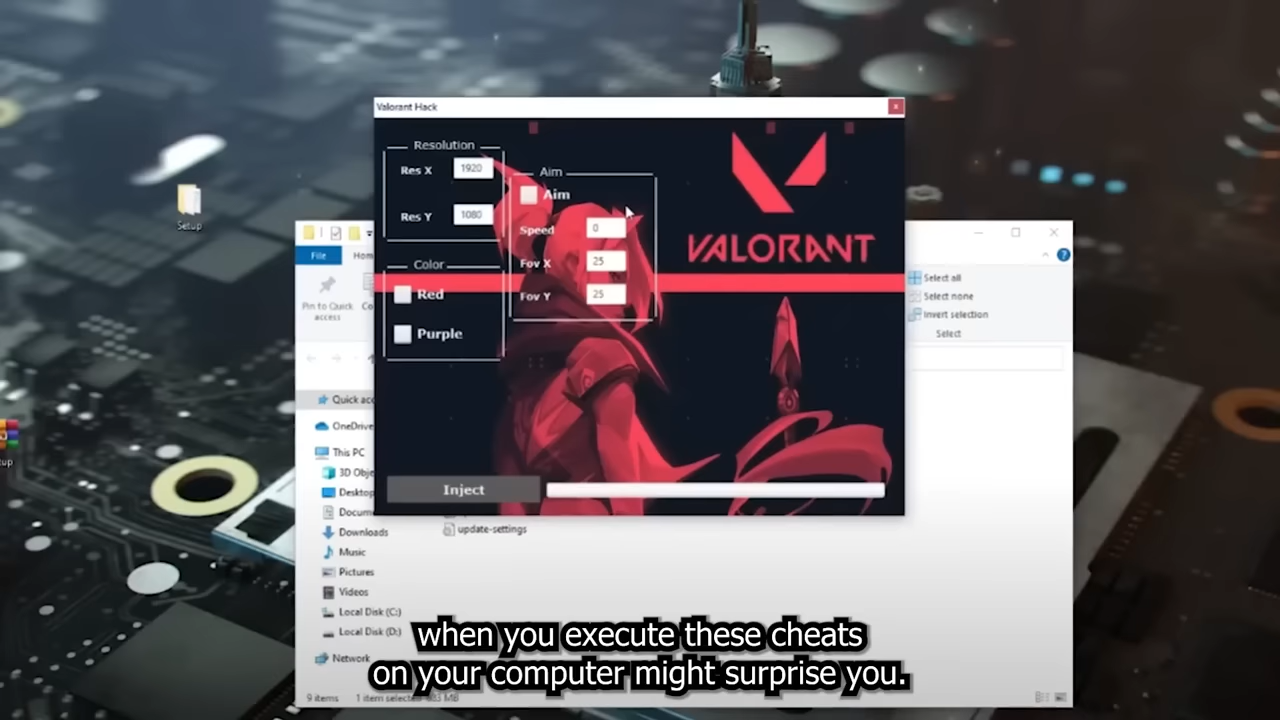 Valorant Hack
Resolution
Res X
1920
Res Y
1080
Color
Red
Purple
Aim
Aim
Speed
0
Fov X
25
Fov Y
25
VALORANT
Inject
Setup
File
Pin to Quick
access
Select all
Select none
Invert selection
Select
OneDrive
This PC
Downloads
Music
Pictures
Videos
Local Disk (C:)
Local Disk (D:)
Network
update-settings
9 items
1 item selected
when you execute these cheats
on your computer might surprise you.